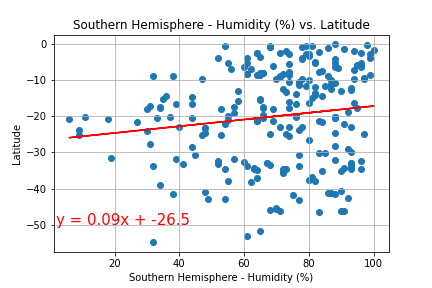 Southern Hemisphere - Humidity (%) vs. Latitude
0
−10
−20
−30
−40
−50
Latitude
y = 0.09x + -26.5
20
40
60
80
100
Southern Hemisphere - Humidity (%)